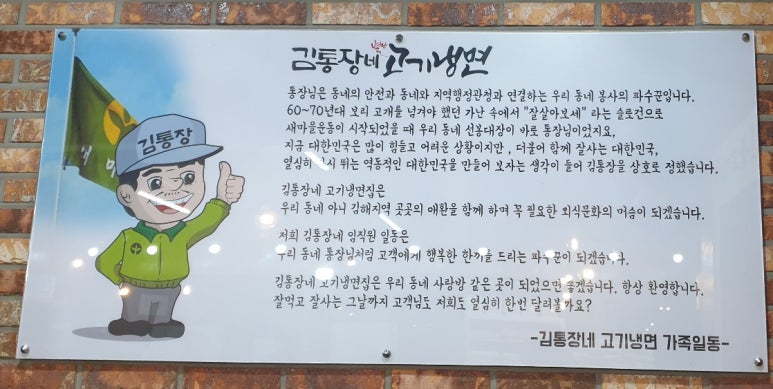 김통장네 고기냉면
통장님은 동네의 안전과 동네와 지역행정관청과 연결하는 우리 동네 봉사의 파수꾼입니다.
60~70년대 보리 고개를 넘겨야 했던 가난 속에서 "잘살아보세" 라는 슬로건으로
새마을운동이 시작되었을 때 우리 동네 선봉대장이 바로 통장님이었지요,
지금 대한민국은 많이 힘들고 어려운 상황이지만 , 더불어 함께 잘사는 대한민국,
열심히 다시 뛰는 역동적인 대한민국을 만들어 보자는 생각이 들어 김통장을 상호로 정했습니다.
김통장네 고기냉면집은
우리 동네 아니 김해지역 곳곳의 애환을 함께 하며 꼭 필요한 외식문화의 머슴이 되겠습니다.
저희 김통장네 임직원 일동은
우리 동네 통장님처럼 고객에게 행복한 한끼를 드리는 파수꾼이 되겠습니다.
김통장네 고기냉면집은 우리 동네 사랑방 같은 곳이 되었으면 좋겠습니다. 항상 환영합니다.
잘먹고 잘사는 그날까지 고객님도 저희도 열심히 한번 달려볼까요?
-김통장네 고기냉면 가족일동-
김통장
새마